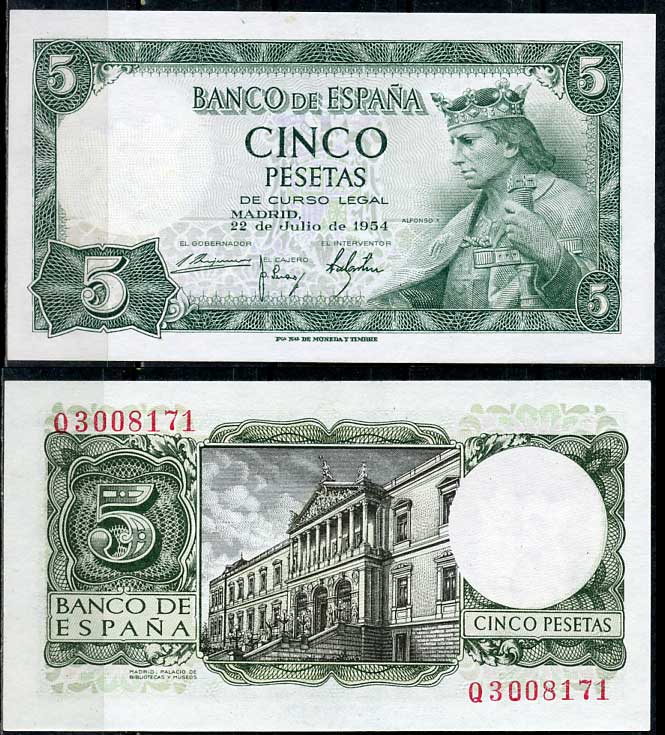 5
5
BANCO DE ESPAÑA
CINCO
PESETAS
DE CURSO LEGAL
MADRID,
22 de Julio de 1954
ALFONSO X
EL GOBERNADOR
EL INTERVENTOR
EL CAJERO
5
5
Fca. Nal. DE MONEDA Y TIMBRE
Q3008171
5
BANCO DE
ESPAÑA
CINCO PESETAS
MADRID, PALACIO DE
BIBLIOTECAS Y MUSEOS
Q3008171